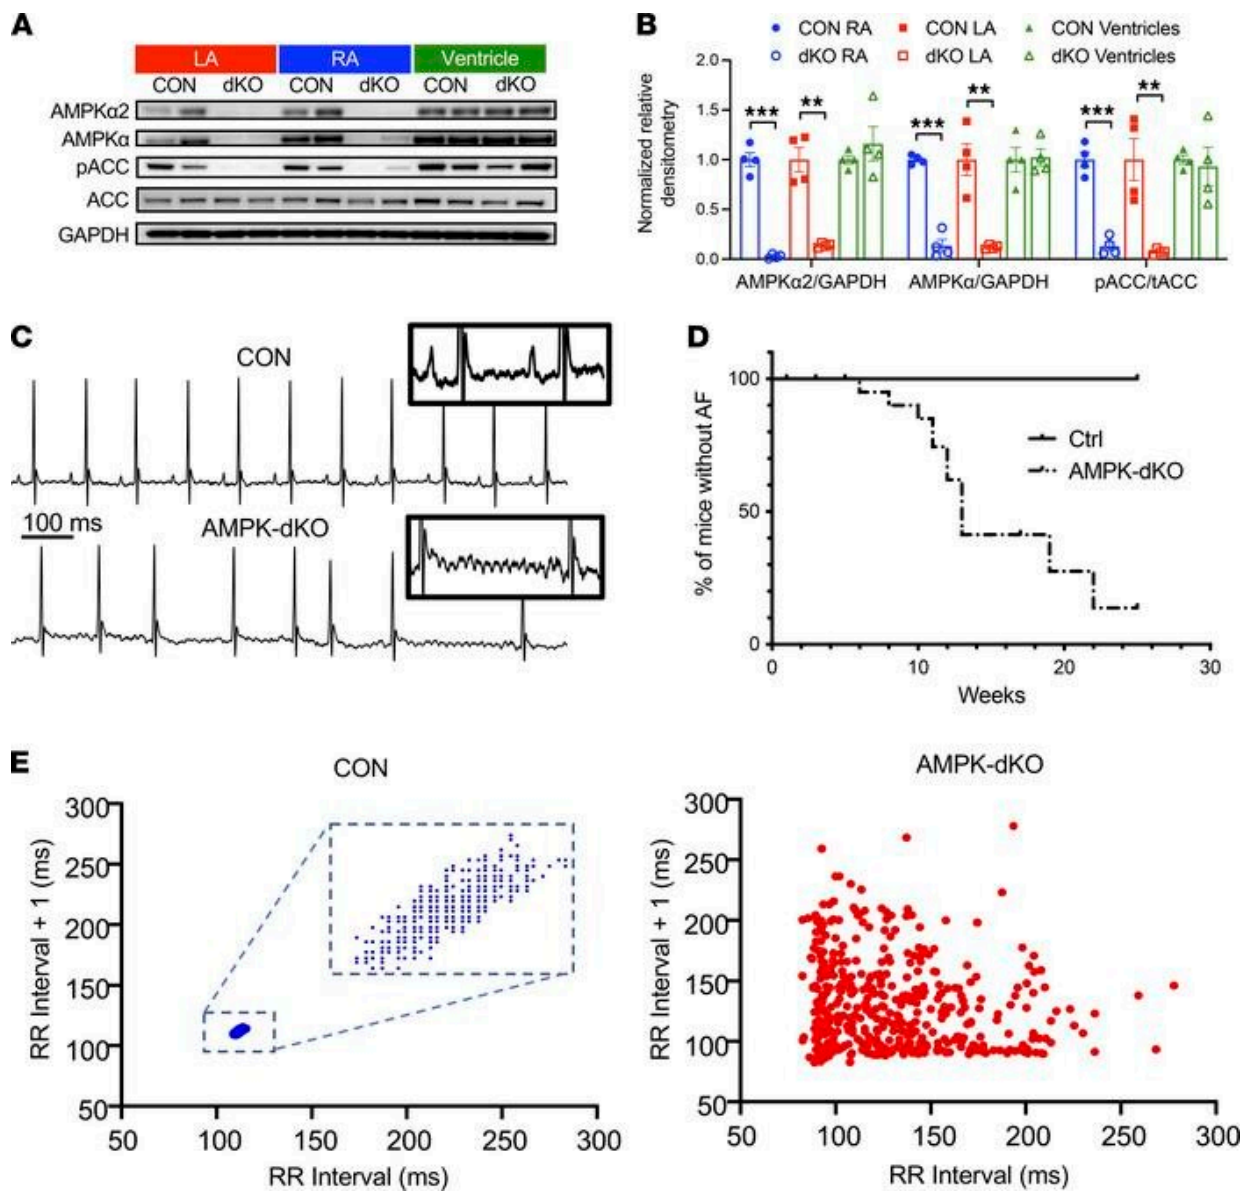 A
LA RA Ventricle
CON dKO CON dKO CON dKO
AMPKα2
AMPKα
pACC
ACC
GAPDH
B
CON RA CON LA CON Ventricles
dKO RA dKO LA dKO Ventricles
Normalized relative
densitometry
2.0
1.5
1.0
0.5
0.0
*** ** *** ** *** **
AMPKα2/GAPDH AMPKα/GAPDH pACC/tACC
C
CON
100 ms
AMPK-dKO
D
% of mice without AF
100
50
0
Ctrl
AMPK-dKO
0 10 20 30
Weeks
E
CON
RR Interval + 1 (ms)
300
250
200
150
100
50
50 100 150 200 250 300
RR Interval (ms)
AMPK-dKO
RR Interval + 1 (ms)
300
250
200
150
100
50
50 100 150 200 250 300
RR Interval (ms)